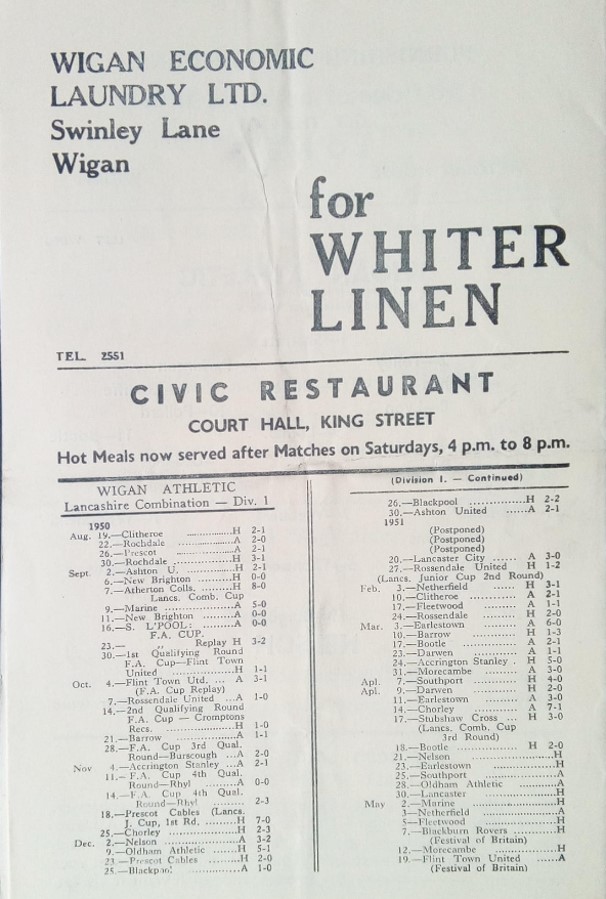 WIGAN ECONOMIC
LAUNDRY LTD.
Swinley Lane
Wigan
for
WHITER
LINEN
TEL. 2551
CIVIC RESTAURANT
COURT HALL, KING STREET
Hot Meals now served after Matches on Saturdays, 4 p.m. to 8 p.m.
WIGAN ATHLETIC
Lancashire Combination — Div. 1
1950
Aug. 19.—Clitheroe ...............H 2-1
22.—Rochdale ...............A 2-0
26.—Prescot ...............A 2-1
30.—Rochdale ...............H 3-1
Sept. 2.—Ashton U. ...............H 2-1
6.—New Brighton ..........H 0-0
7.—Atherton Colls. ..........H 8-0
Lancs. Comb. Cup
9.—Marine ...............A 5-0
11.—New Brighton ..........A 0-0
16.—S. L'POOL: ..........A 0-0
F.A. CUP.
23.— ,, Replay H 3-2
30.—1st Qualifying Round
F.A. Cup—Flint Town
United ...............H 1-1
Oct. 4.—Flint Town Utd. ... A 3-1
(F.A. Cup Replay)
7.—Rossendale United ...A 1-0
14.—2nd Qualifying Round
F.A. Cup — Cromptons
Recs. ...............H 1-0
21.—Barrow ...............A 1-1
28.—F.A. Cup 3rd Qual.
Round—Burscough ...A 2-0
Nov 4.—Accrington Stanley ...A 2-1
11.—F.A. Cup 4th Qual.
Round—Rhyl ..........A 0-0
14.—F.A. Cup 4th Qual.
Round—Rhyl ......... 2-3
18.—Prescot Cables (Lancs.
J. Cup, 1st Rd. .........H 7-0
25.—Chorley ...............H 2-3
Dec. 2.—Nelson ...............A 3-2
9.—Oldham Athletic .......H 5-1
23.—Prescot Cables .......H 2-0
25.—Blackpool ...............A 1-0
(Division I. — Continued)
26.—Blackpool ...............H 2-2
30.—Ashton United ......A 2-1
1951
(Postponed)
(Postponed)
(Postponed)
20.—Lancaster City ...... A 3-0
27.—Rossendale United H 1-2
(Lancs. Junior Cup 2nd Round)
Feb. 3.—Netherfield ...... H 3-1
10.—Clitheroe ............ A 2-1
17.—Fleetwood ............ A 1-1
24.—Rossendale ............ H 2-0
Mar. 3.—Earlestown ............ A 6-0
10.—Barrow ............ H 1-3
17.—Bootle ............ A 2-1
23.—Darwen ............ A 1-1
24.—Accrington Stanley . H 5-0
31.—Morecambe ............ A 3-0
Apl. 7.—Southport ............ H 4-0
Apl. 9.—Darwen ............ H 2-0
11.—Earlestown ............ A 3-0
14.—Chorley ............ A 7-1
17.—Stubshaw Cross ... H 3-0
(Lancs. Comb. Cup
3rd Round)
18.—Bootle ............... H 2-0
21.—Nelson ...............H
23.—Earlestown ...............H
25.—Southport ...............A
28.—Oldham Athletic ............A
30.—Lancaster ...............H
May 2.—Marine ...............H
3.—Netherfield ...............A
5.—Fleetwood ...............H
7.—Blackburn Rovers ............H
(Festival of Britain)
12.—Morecambe ...............H
19.—Flint Town United ......A
(Festival of Britain)